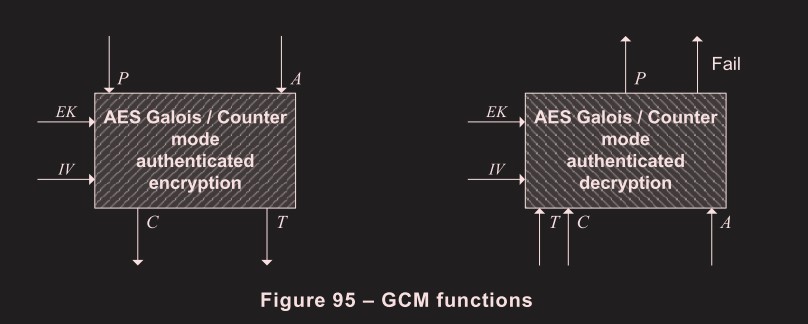 P
A
EK
AES Galois / Counter
mode
authenticated
encryption
IV
C
T
Fail
P
EK
AES Galois / Counter
mode
authenticated
decryption
IV
T
C
A
Figure 95 – GCM functions